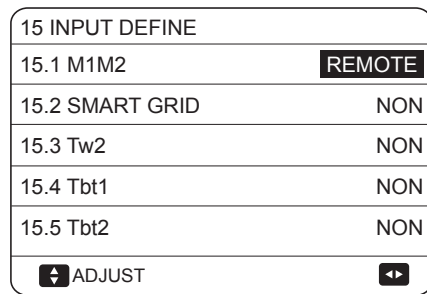 15 INPUT DEFINE
15.1 M1M2 REMOTE
15.2 SMART GRID NON
15.3 Tw2 NON
15.4 Tbt1 NON
15.5 Tbt2 NON
ADJUST